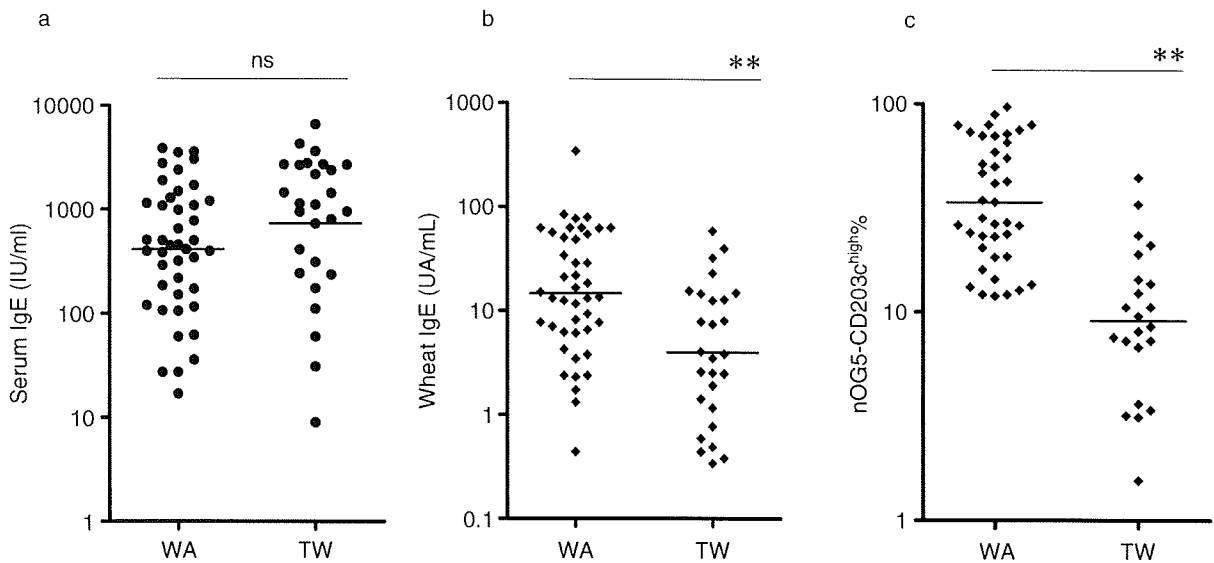 a
ns
Serum IgE (IU/ml)
10000
1000
100
10
1
WA TW
b
**
Wheat IgE (UA/mL)
1000
100
10
1
0.1
WA TW
c
**
nOG5-CD203c^high%
100
10
1
WA TW